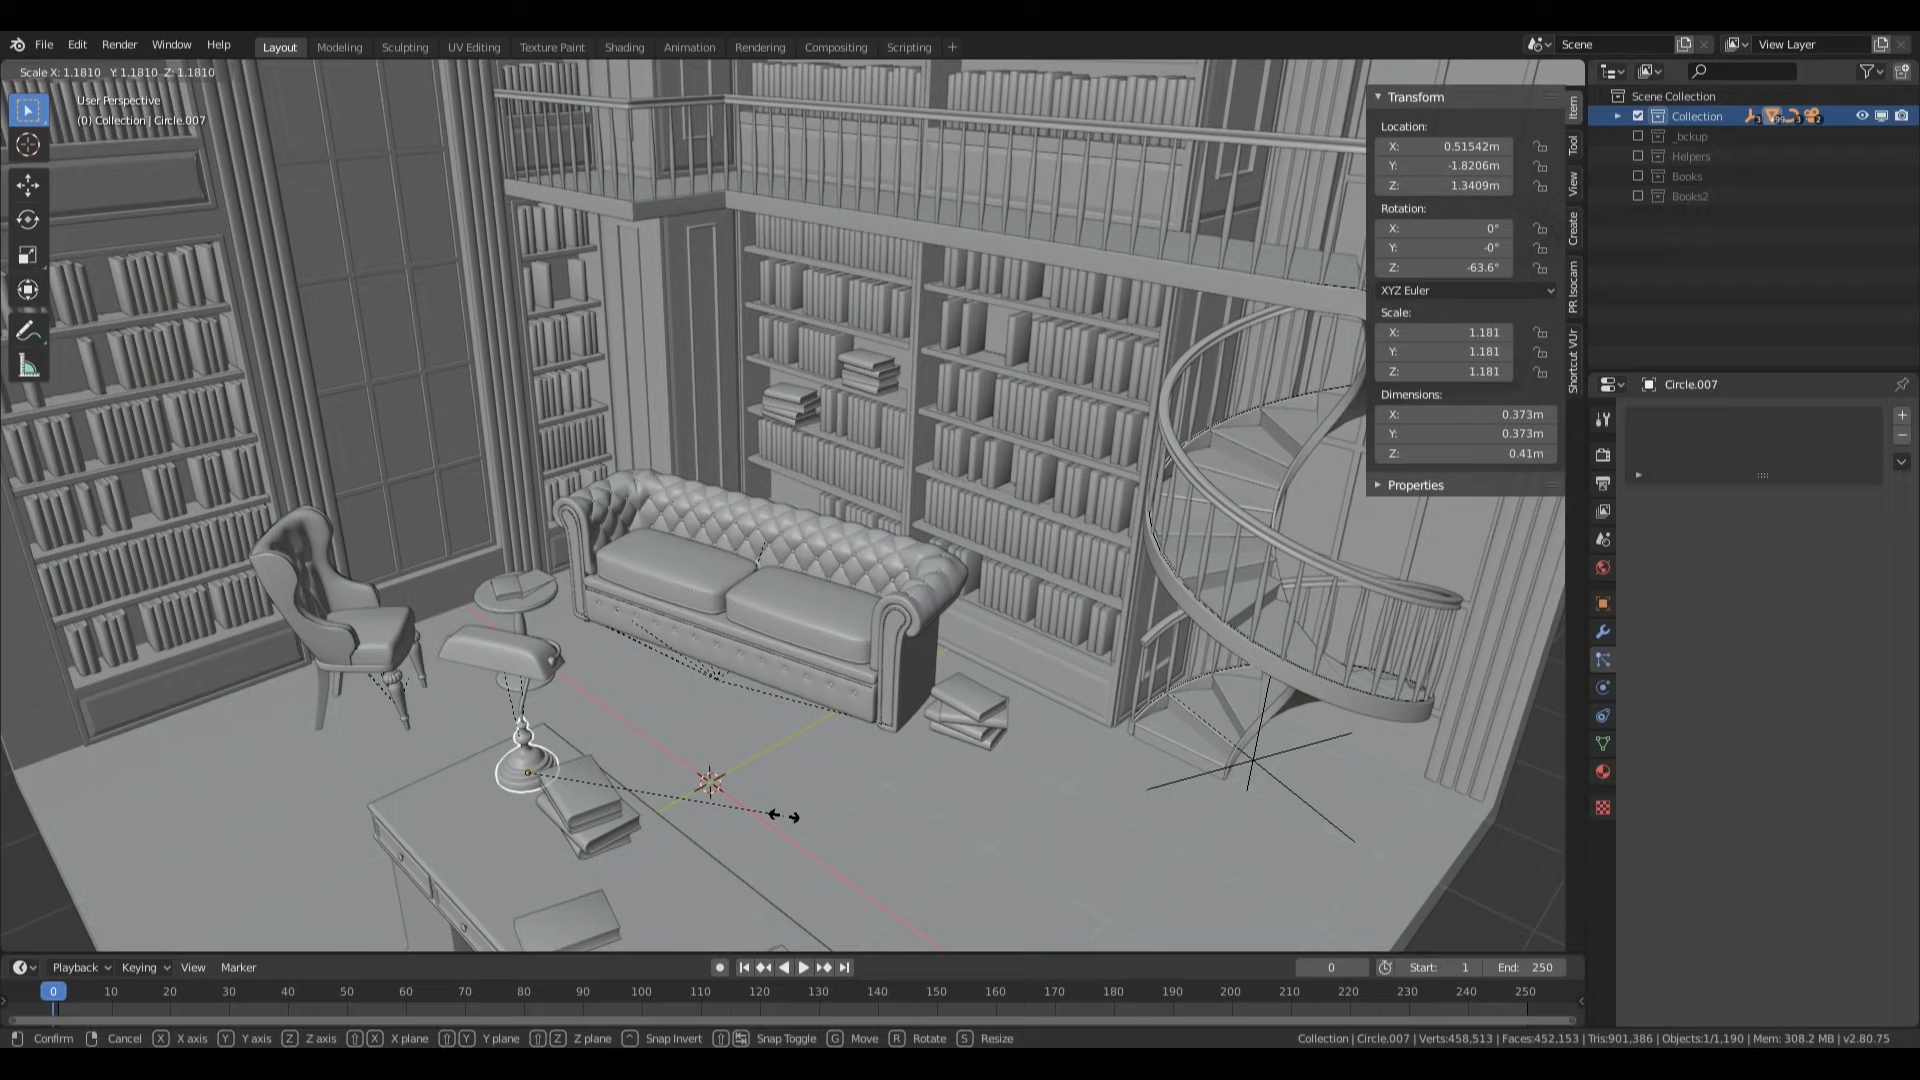 File Edit Render Window Help Layout Modeling Sculpting UV Editing Texture Paint Shading Animation Rendering Compositing Scripting + Scene View Layer
Scale X: 1.1810 Y: 1.1810 Z: 1.1810
User Perspective
(0) Collection | Circle.007
Transform
Location:
X: 0.51542m
Y: -1.8206m
Z: 1.3409m
Rotation:
X: 0°
Y: -0°
Z: -63.6°
XYZ Euler
Scale:
X: 1.181
Y: 1.181
Z: 1.181
Dimensions:
X: 0.373m
Y: 0.373m
Z: 0.41m
Properties
Item
Tool
View
Create
PR Isocam
Shortcut VUr
Scene Collection
Collection
_bckup
Helpers
Books
Books2
Circle.007
Playback Keying View Marker 0 Start: 1 End: 250
0 10 20 30 40 50 60 70 80 90 100 110 120 130 140 150 160 170 180 190 200 210 220 230 240 250
Confirm Cancel X X axis Y Y axis Z Z axis X X plane Y Y plane Z Z plane Snap Invert Snap Toggle G Move R Rotate S Resize Collection | Circle.007 | Verts:458,513 | Faces:452,153 | Tris:901,386 | Objects:1/1,190 | Mem: 308.2 MB | v2.80.75